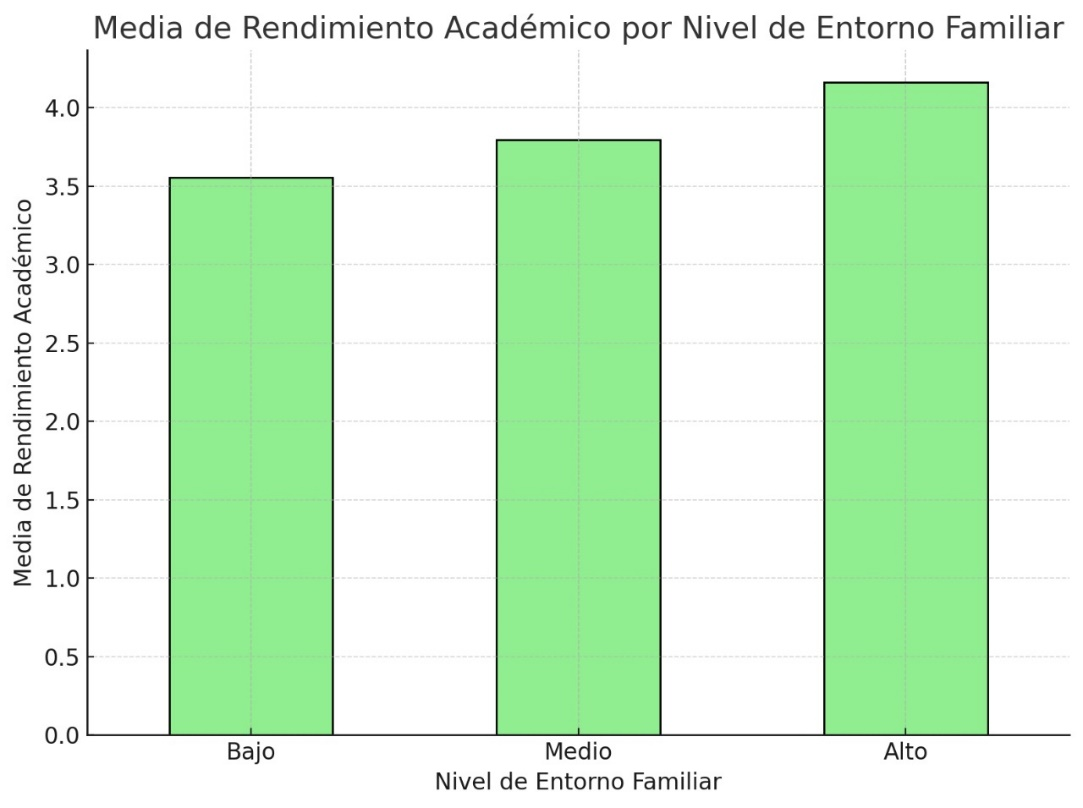 Media de Rendimiento Académico por Nivel de Entorno Familiar
Media de Rendimiento Académico
4.0
3.5
3.0
2.5
2.0
1.5
1.0
0.5
0.0
Bajo Medio Alto
Nivel de Entorno Familiar